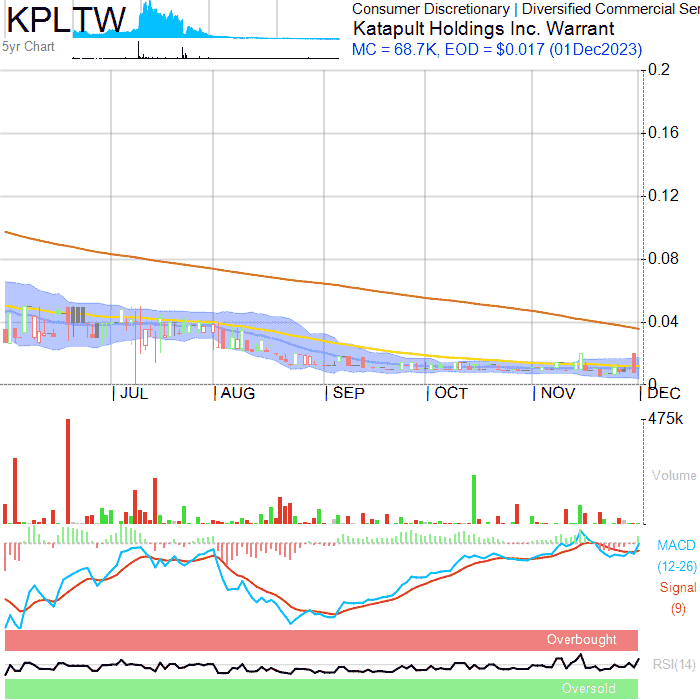 KPLTW
5yr Chart
Consumer Discretionary | Diversified Commercial Ser
Katapult Holdings Inc. Warrant
MC = 68.7K, EOD = $0.017 (01Dec2023)
0.2
0.16
0.12
0.08
0.04
0
JUL AUG SEP OCT NOV DEC
475k
Volume
MACD
(12-26)
Signal
(9)
Overbought
RSI(14)
Oversold